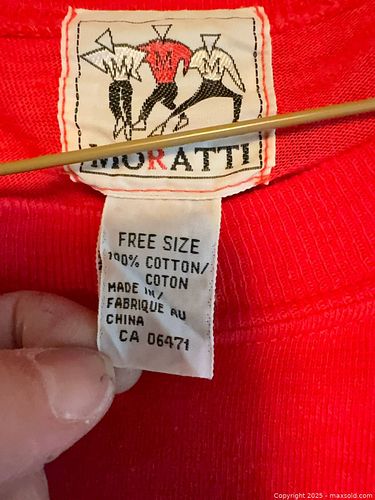 M M M
MORATTI
FREE SIZE
100% COTTON/
COTON
MADE IN/
FABRIQUE AU
CHINA
CA 06471
Copyright 2025 - maxsold.com